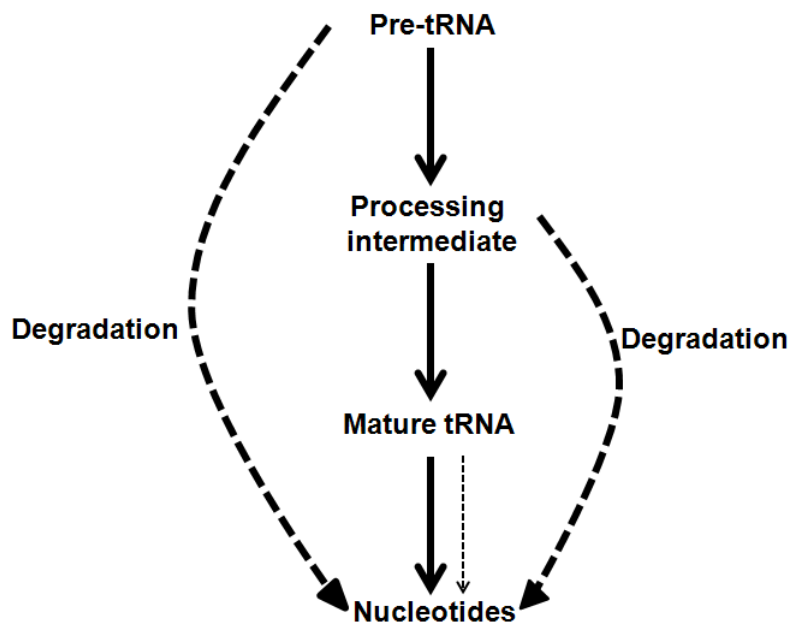 Pre-tRNA
Processing
intermediate
Degradation
Degradation
Mature tRNA
Nucleotides